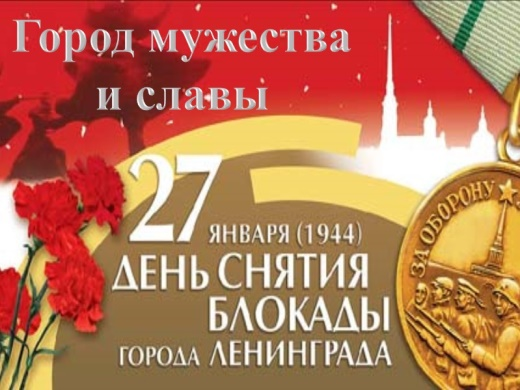 Город мужества
и славы
27
ЯНВАРЯ (1944)
ДЕНЬ СНЯТИЯ
БЛОКАДЫ
ГОРОДА ЛЕНИНГРАДА
ЗА ОБОРОНУ